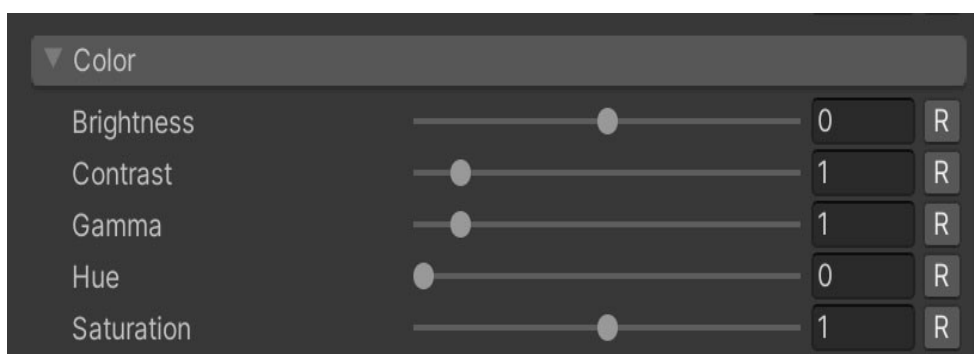 Color
Brightness 0 R
Contrast 1 R
Gamma 1 R
Hue 0 R
Saturation 1 R